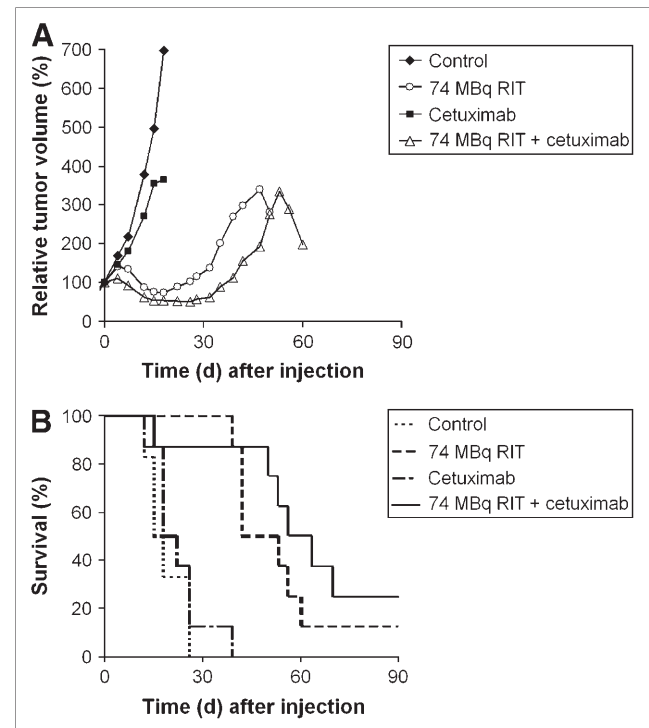 A
700
600
500
400
300
200
100
0
Relative tumor volume (%)
0 30 60 90
Time (d) after injection
Control
74 MBq RIT
Cetuximab
74 MBq RIT + cetuximab
B
100
80
60
40
20
0
Survival (%)
0 30 60 90
Time (d) after injection
Control
74 MBq RIT
Cetuximab
74 MBq RIT + cetuximab